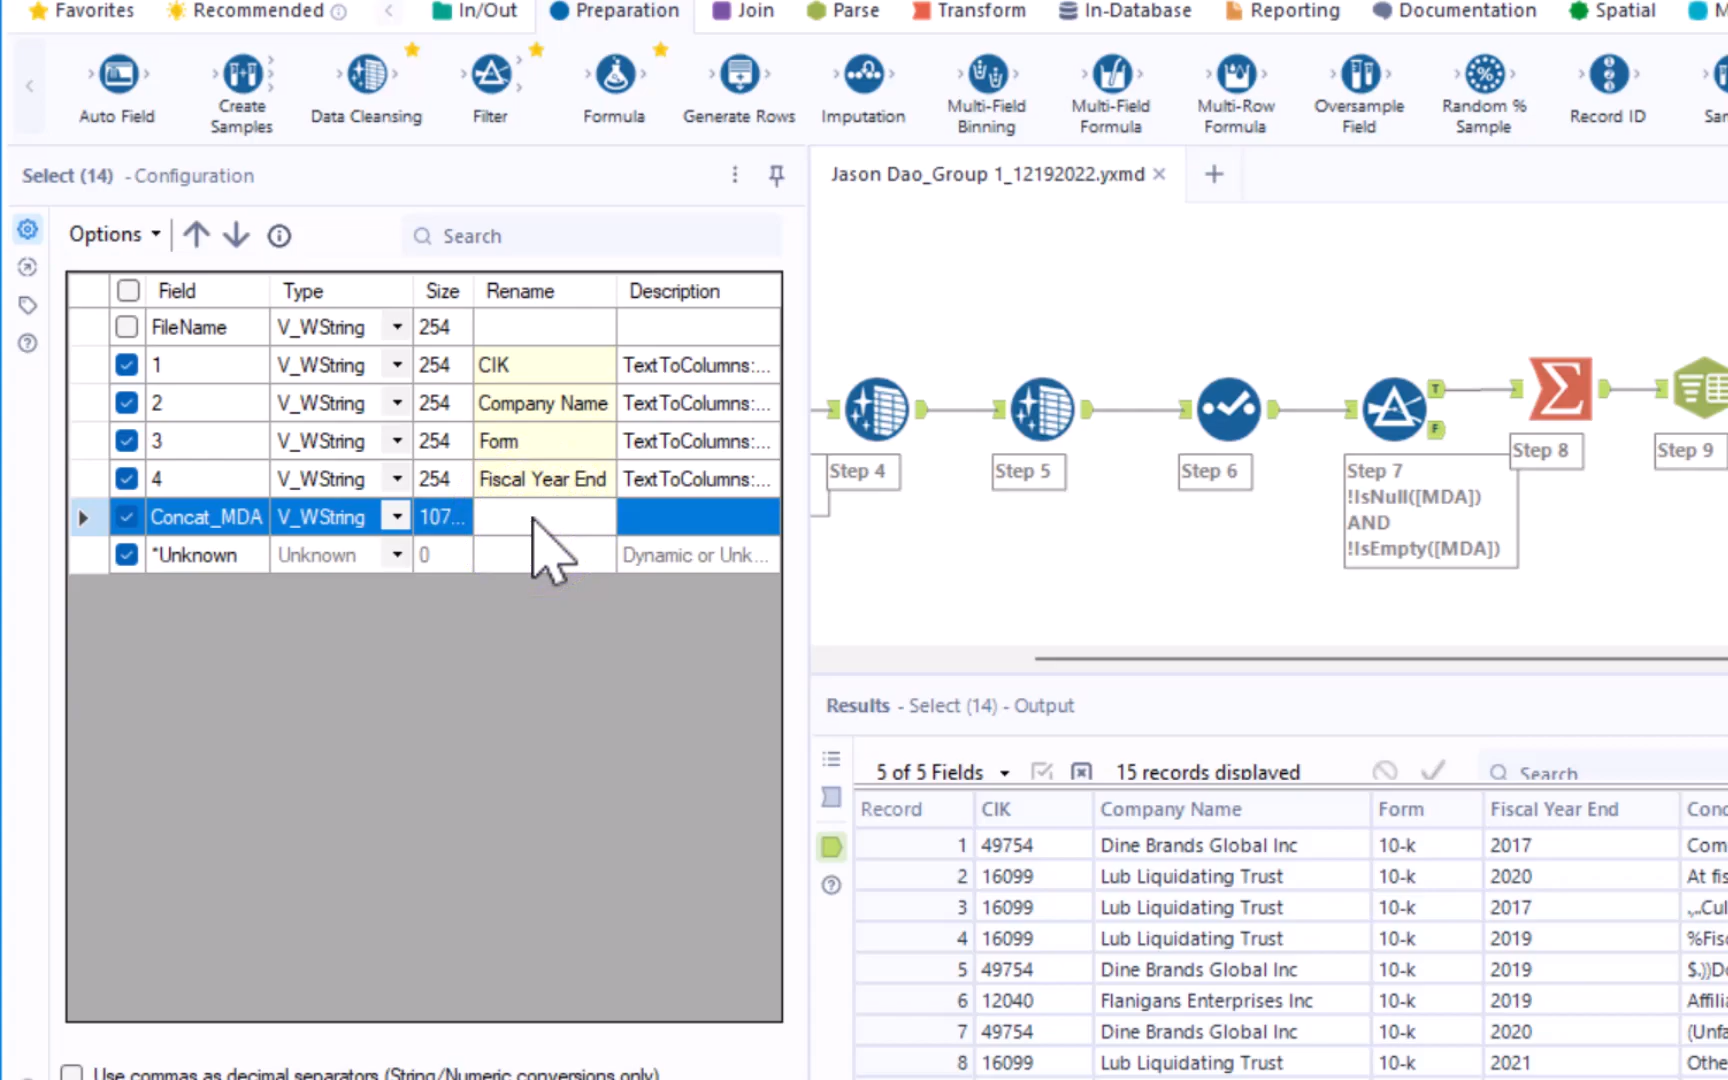 Favorites Recommended In/Out Preparation Join Parse Transform In-Database Reporting Documentation Spatial
Auto Field
Create Samples
Data Cleansing
Filter
Formula
Generate Rows
Imputation
Multi-Field Binning
Multi-Field Formula
Multi-Row Formula
Oversample Field
Random % Sample
Record ID
Select (14) - Configuration
Jason Dao_Group 1_12192022.yxmd
Options Search
Field Type Size Rename Description
FileName V_WString 254
1 V_WString 254 CIK TextToColumns:...
2 V_WString 254 Company Name TextToColumns:...
3 V_WString 254 Form TextToColumns:...
4 V_WString 254 Fiscal Year End TextToColumns:...
Concat_MDA V_WString 107...
*Unknown Unknown 0 Dynamic or Unk...
Use commas as decimal separators (String/Numeric conversions only)
T
F
Step 4
Step 5
Step 6
Step 7
!IsNull([MDA])
AND
!IsEmpty([MDA])
Step 8
Step 9
Results - Select (14) - Output
5 of 5 Fields 15 records displayed Search
Record CIK Company Name Form Fiscal Year End Conc
1 49754 Dine Brands Global Inc 10-k 2017 Com
2 16099 Lub Liquidating Trust 10-k 2020 At fis
3 16099 Lub Liquidating Trust 10-k 2017 ,..Cul
4 16099 Lub Liquidating Trust 10-k 2019 %Fisc
5 49754 Dine Brands Global Inc 10-k 2019 $.))Do
6 12040 Flanigans Enterprises Inc 10-k 2019 Affilia
7 49754 Dine Brands Global Inc 10-k 2020 (Unfa
8 16099 Lub Liquidating Trust 10-k 2021 Other